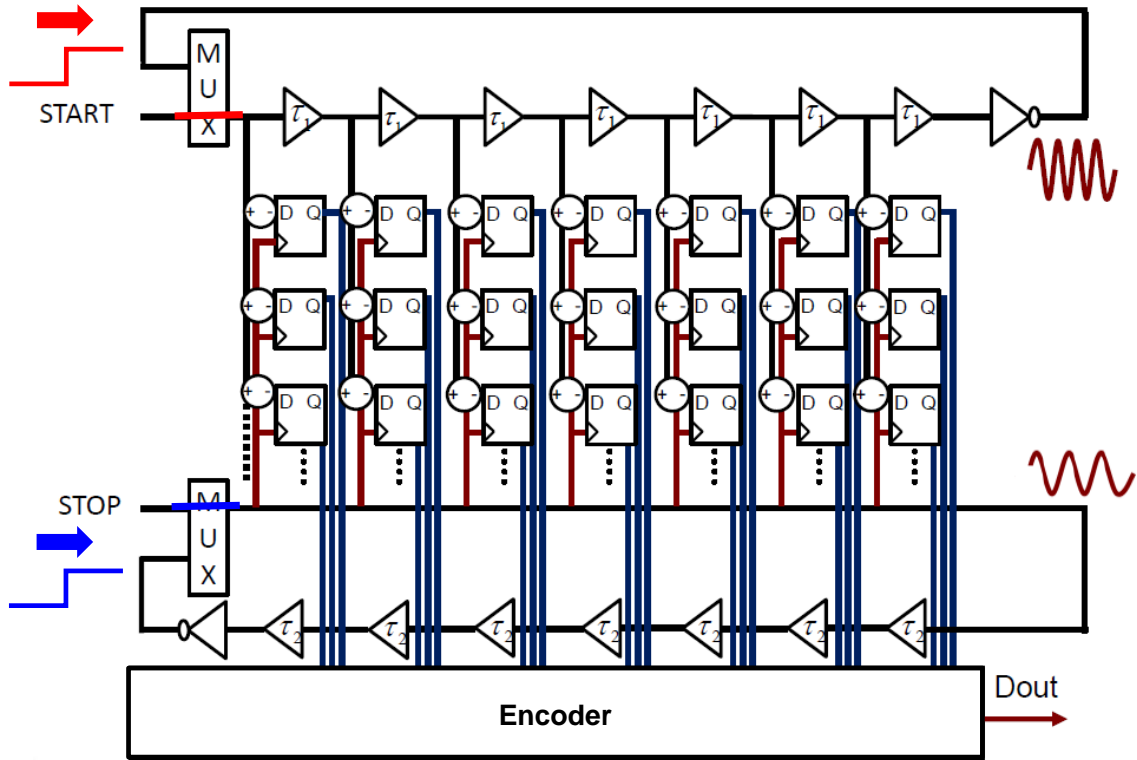 M
U
X
START
τ1 τ1 τ1 τ1 τ1 τ1 τ1
+ - D Q + - D Q + - D Q + - D Q + - D Q + - D Q + - D Q
+ - D Q + - D Q + - D Q + - D Q + - D Q + - D Q + - D Q
+ - D Q + - D Q + - D Q + - D Q + - D Q + - D Q + - D Q
STOP
M
U
X
τ2 τ2 τ2 τ2 τ2 τ2 τ2
Encoder
Dout